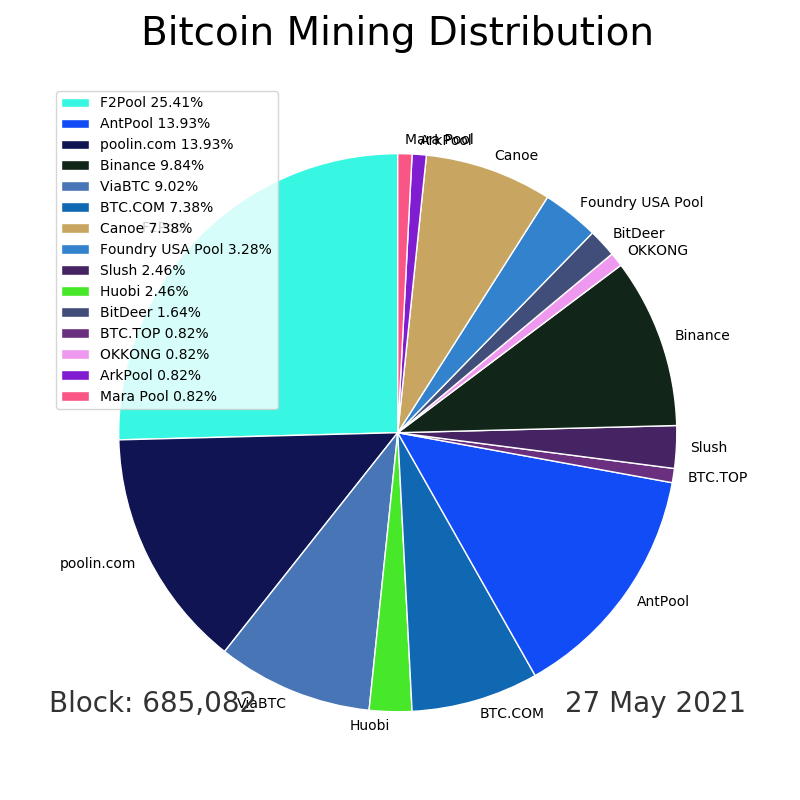 Bitcoin Mining Distribution
F2Pool 25.41%
AntPool 13.93%
poolin.com 13.93%
Binance 9.84%
ViaBTC 9.02%
BTC.COM 7.38%
Canoe 7.38%
Foundry USA Pool 3.28%
Slush 2.46%
Huobi 2.46%
BitDeer 1.64%
BTC.TOP 0.82%
OKKONG 0.82%
ArkPool 0.82%
Mara Pool 0.82%
Mara Pool
ArkPool
Canoe
Foundry USA Pool
BitDeer
OKKONG
Binance
Slush
BTC.TOP
AntPool
BTC.COM
Huobi
ViaBTC
poolin.com
Block: 685,082
27 May 2021